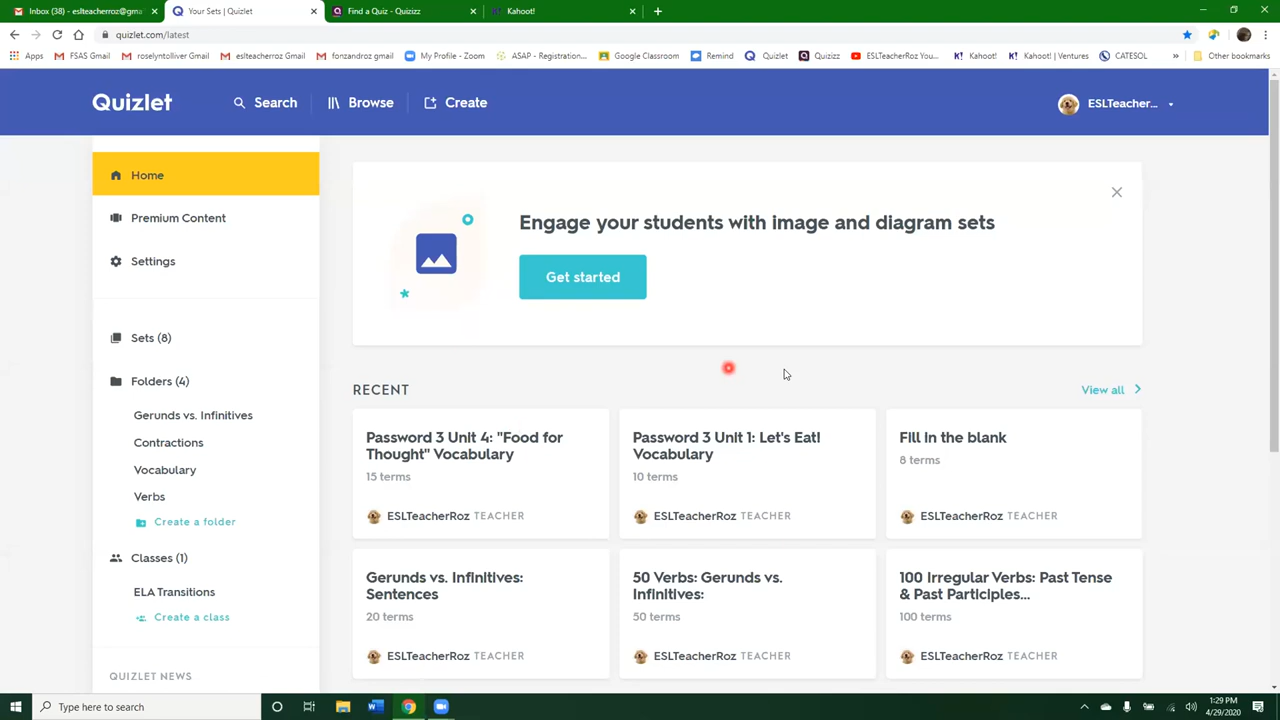 Inbox (38) - eslteacherroz@gmai
Your Sets | Quizlet
Find a Quiz - Quizizz
Kahoot!
quizlet.com/latest
Apps
FSAS Gmail
roselyntolliver Gmail
eslteacherroz Gmail
fonzandroz gmail
My Profile - Zoom
ASAP - Registration...
Google Classroom
Remind
Quizlet
Quizizz
ESLTeacherRoz You...
Kahoot!
Kahoot! | Ventures
CATESOL
»
Other bookmarks
Quizlet
Search
Browse
Create
ESLTeacher...
Home
Premium Content
Settings
Sets (8)
Folders (4)
Gerunds vs. Infinitives
Contractions
Vocabulary
Verbs
Create a folder
Classes (1)
ELA Transitions
Create a class
QUIZLET NEWS
Engage your students with image and diagram sets
Get started
RECENT
View all
Password 3 Unit 4: "Food for
Thought" Vocabulary
15 terms
ESLTeacherRoz TEACHER
Password 3 Unit 1: Let's Eat!
Vocabulary
10 terms
ESLTeacherRoz TEACHER
Fill in the blank
8 terms
ESLTeacherRoz TEACHER
Gerunds vs. Infinitives:
Sentences
20 terms
ESLTeacherRoz TEACHER
50 Verbs: Gerunds vs.
Infinitives:
50 terms
ESLTeacherRoz TEACHER
100 Irregular Verbs: Past Tense
& Past Participles...
100 terms
ESLTeacherRoz TEACHER
Type here to search
1:29 PM
4/29/2020